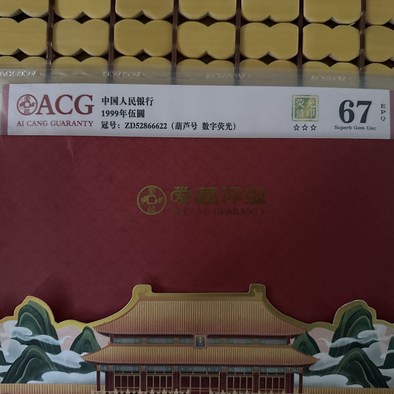 ACG
AI CANG GUARANTY
中国人民银行
1999年伍圆
冠号：ZD52866622（葫芦号 数字荧光）
☆☆☆
67
EPQ
Superb Gem Unc